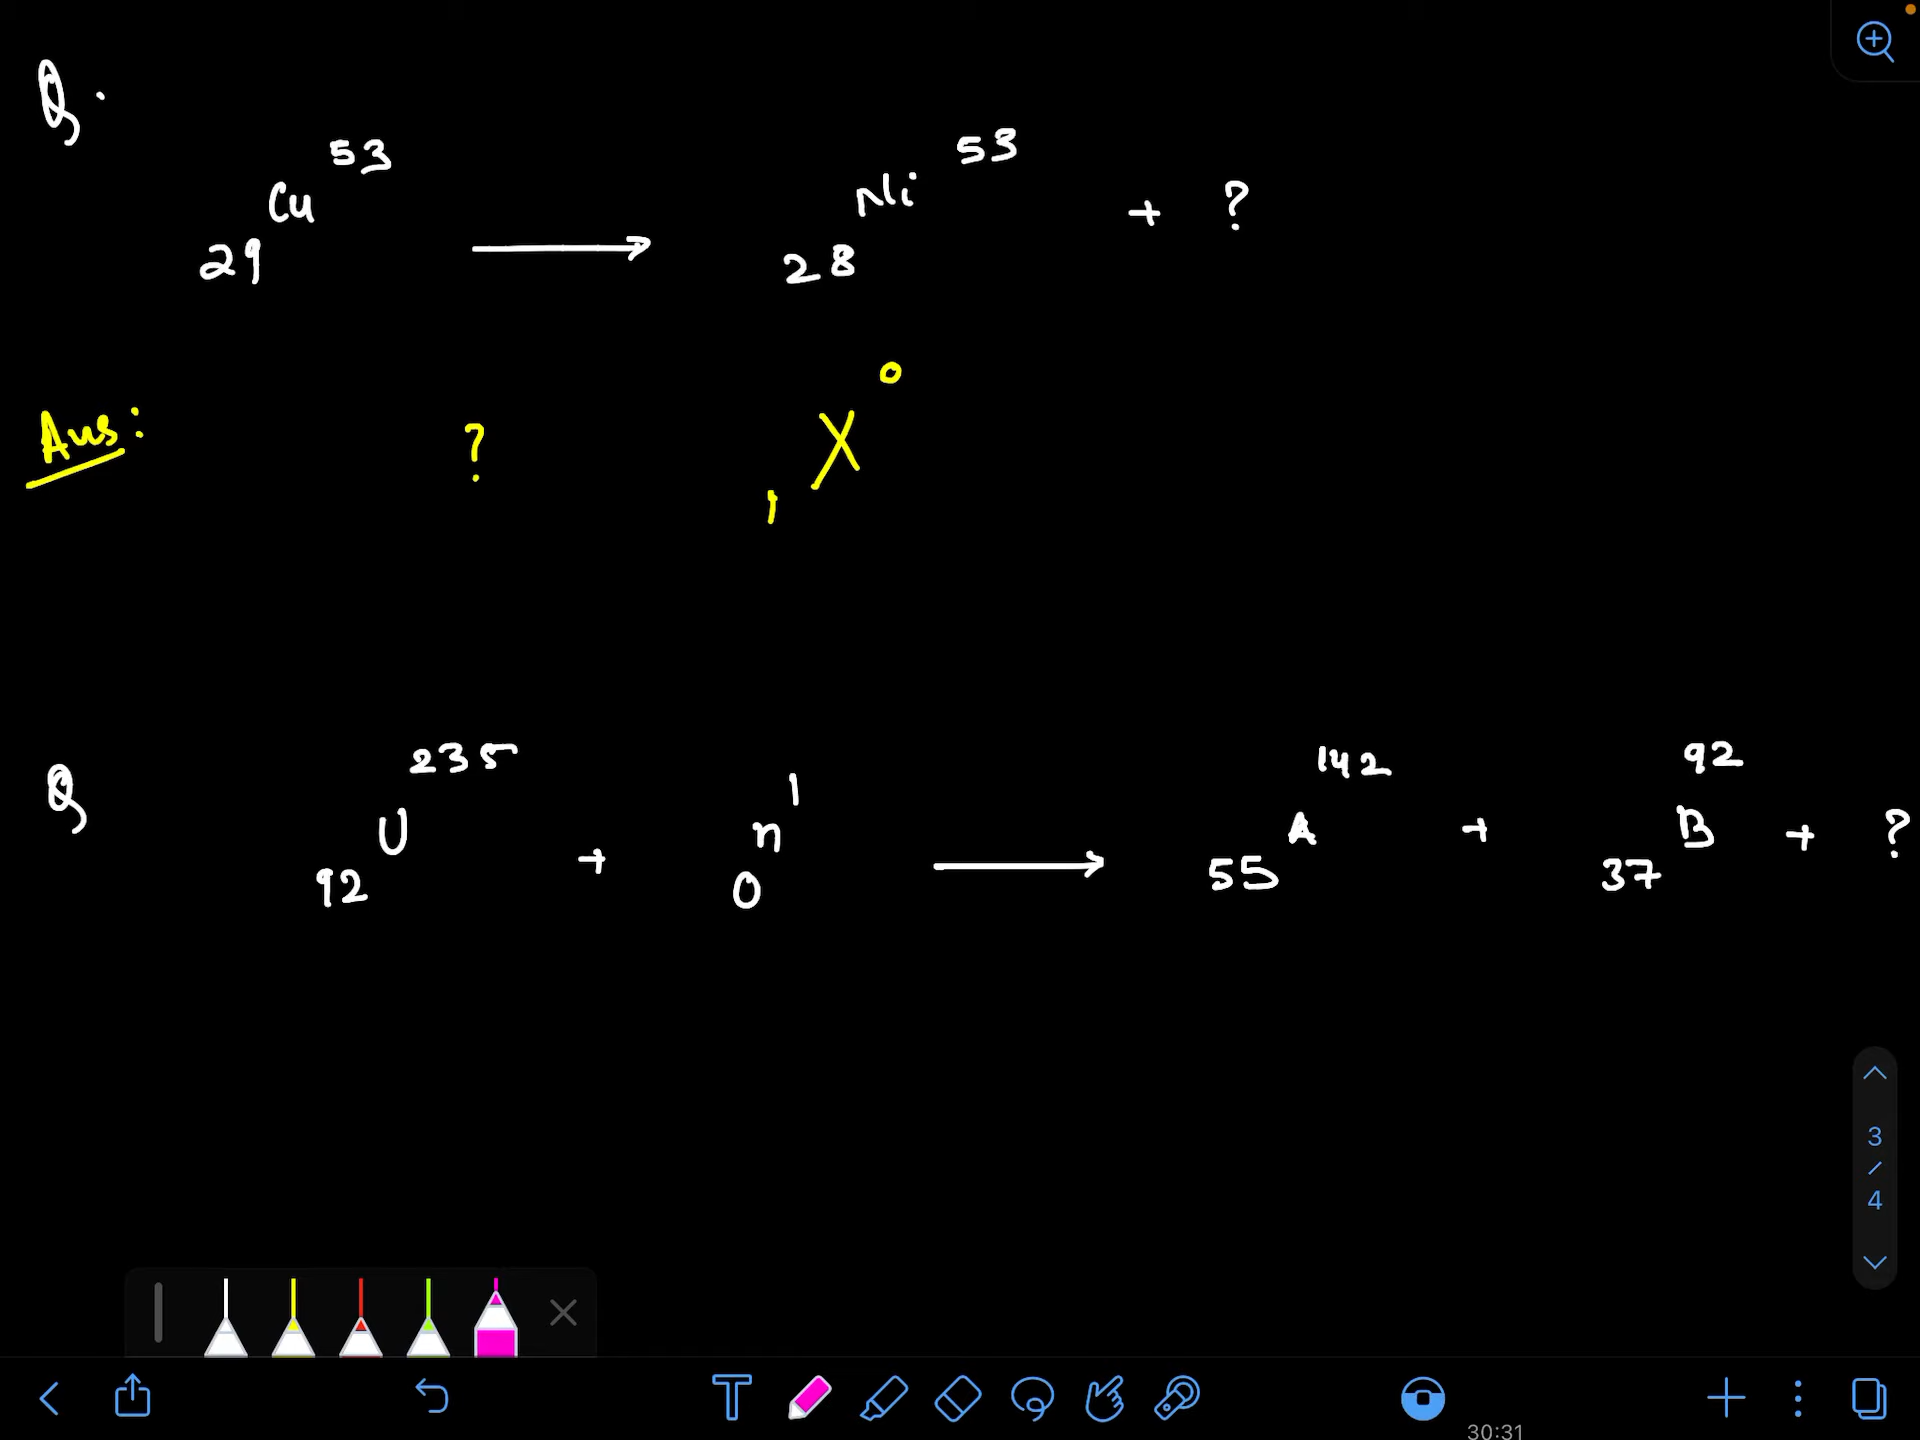 Q.
29 Cu 53 → 28 Ni 53 + ?
Ans: ? 1 X 0
Q 92 U 235 + 0 n 1 → 55 A 142 + 37 B 92 + ?
3
/
4
T
30:31